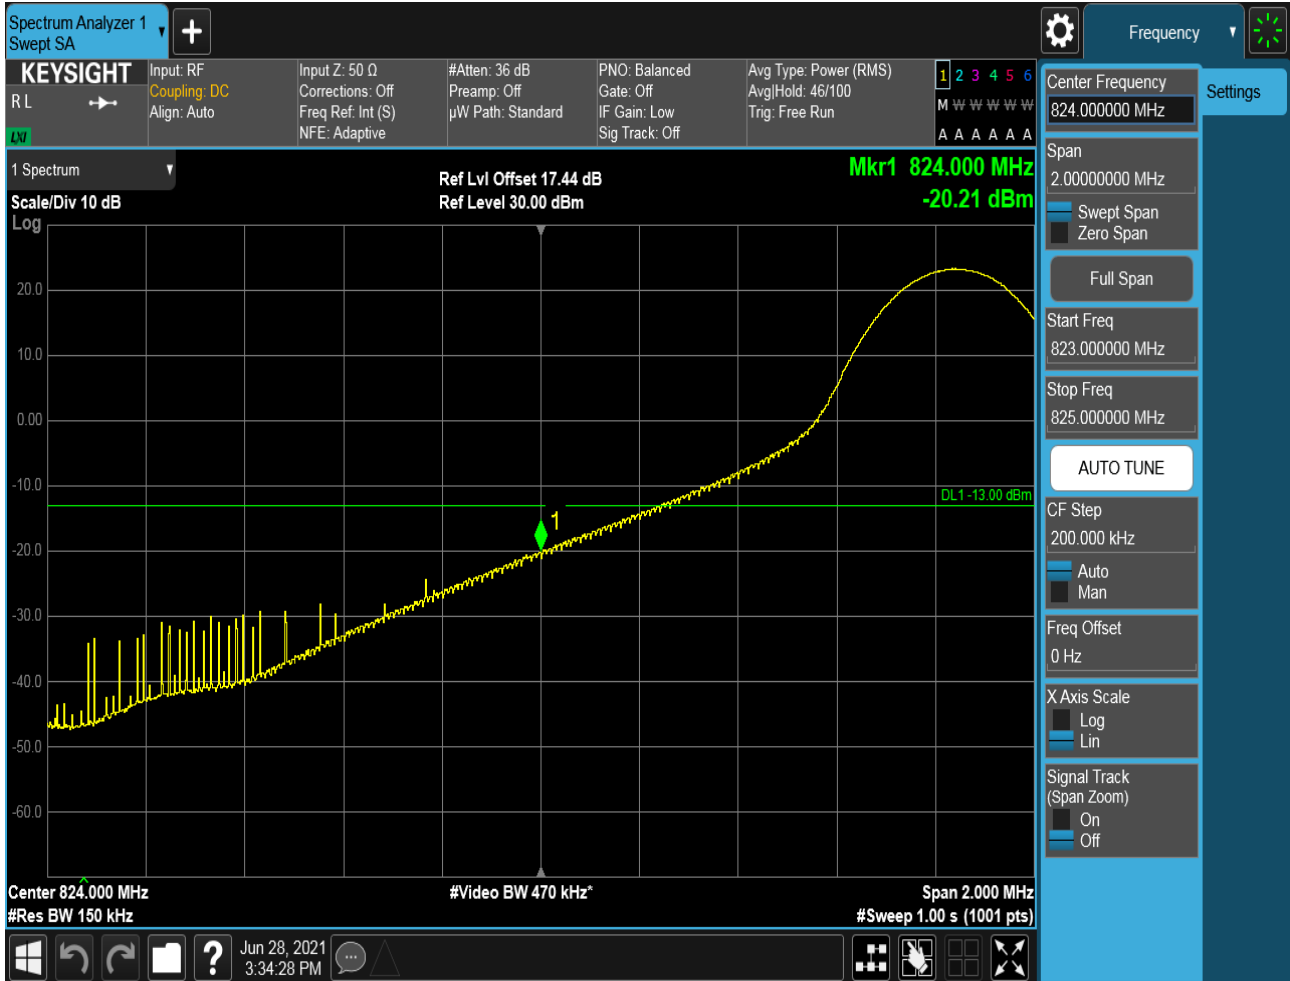 Spectrum Analyzer 1
Swept SA
Frequency
KEYSIGHT
R L
LXI
Input: RF
Coupling: DC
Align: Auto
Input Z: 50 Ω
Corrections: Off
Freq Ref: Int (S)
NFE: Adaptive
#Atten: 36 dB
Preamp: Off
µW Path: Standard
PNO: Balanced
Gate: Off
IF Gain: Low
Sig Track: Off
Avg Type: Power (RMS)
Avg|Hold: 46/100
Trig: Free Run
1 2 3 4 5 6
M W W W W W
A A A A A A
1 Spectrum
Scale/Div 10 dB
Log
Ref Lvl Offset 17.44 dB
Ref Level 30.00 dBm
Mkr1 824.000 MHz
-20.21 dBm
20.0
10.0
0.00
-10.0
-20.0
-30.0
-40.0
-50.0
-60.0
DL1 -13.00 dBm
1
Center 824.000 MHz
#Res BW 150 kHz
#Video BW 470 kHz*
Span 2.000 MHz
#Sweep 1.00 s (1001 pts)
Jun 28, 2021
3:34:28 PM
Center Frequency
824.000000 MHz
Settings
Span
2.00000000 MHz
Swept Span
Zero Span
Full Span
Start Freq
823.000000 MHz
Stop Freq
825.000000 MHz
AUTO TUNE
CF Step
200.000 kHz
Auto
Man
Freq Offset
0 Hz
X Axis Scale
Log
Lin
Signal Track
(Span Zoom)
On
Off